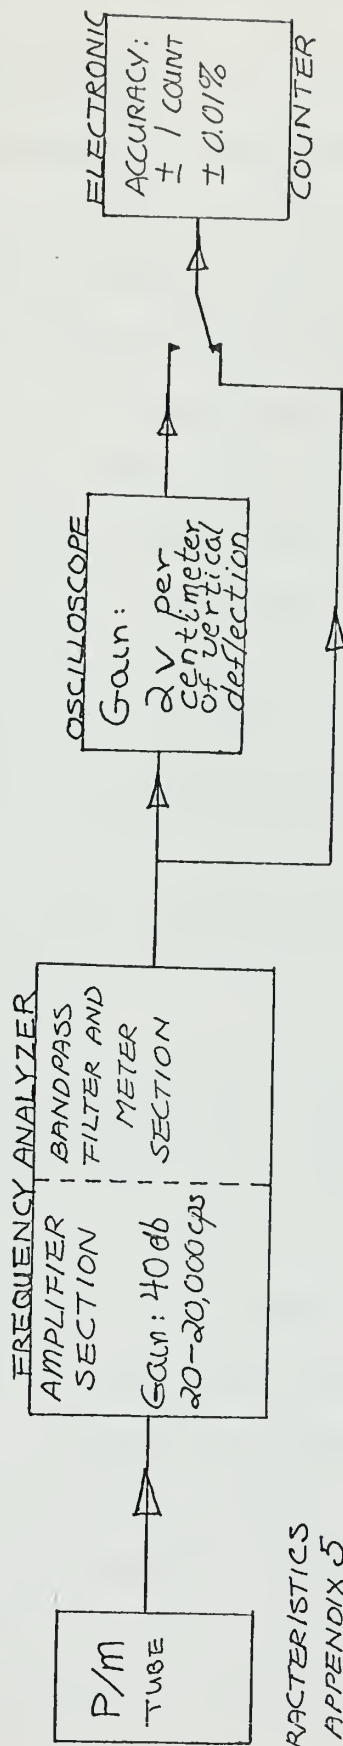 P/m
TUBE
RACTERISTICS
APPENDIX 5
FREQUENCY ANALYZER
AMPLIFIER
SECTION
Gain: 40 db
20-20,000 cps
BANDPASS
FILTER AND
METER
SECTION
OSCILLOSCOPE
Gain:
2V per
centimeter
of vertical
deflection
ELECTRONIC
ACCURACY:
± 1 COUNT
± 0.01%
COUNTER